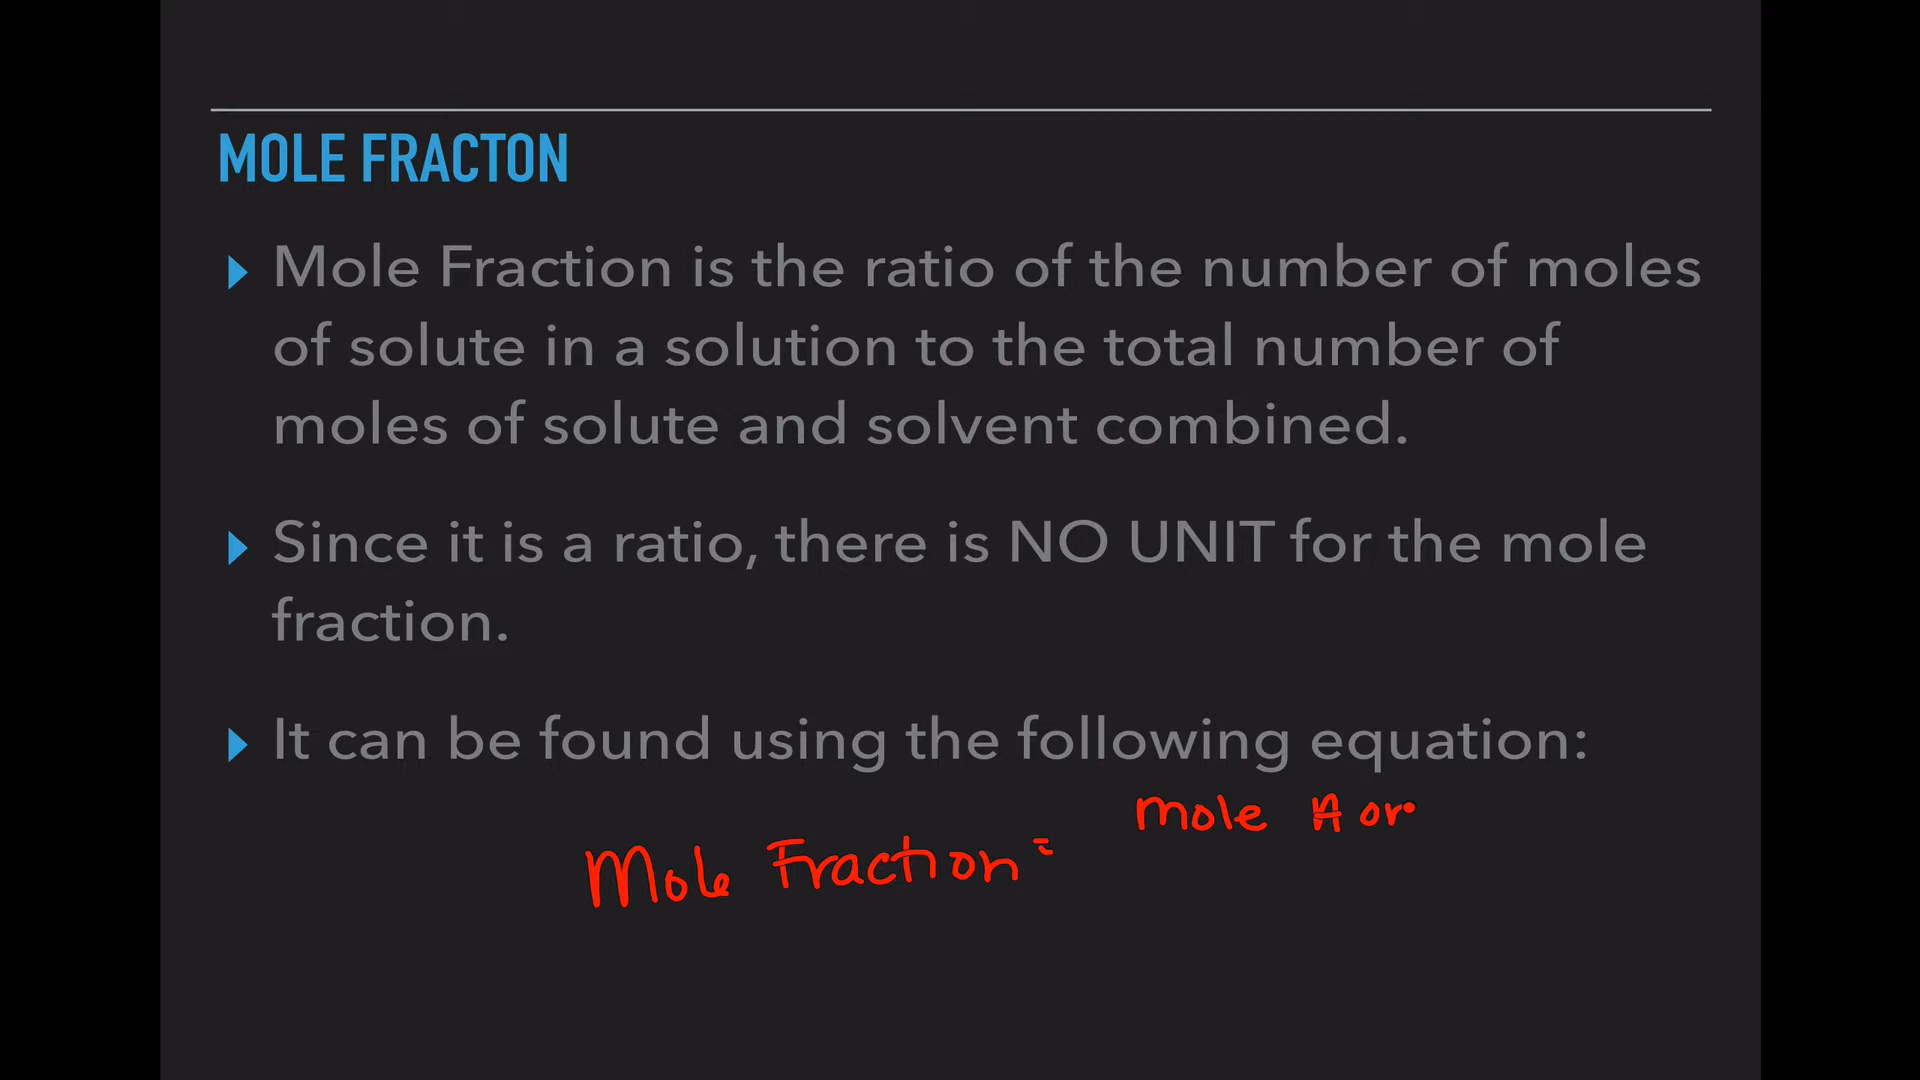 MOLE FRACTON
Mole Fraction is the ratio of the number of moles
of solute in a solution to the total number of
moles of solute and solvent combined.
Since it is a ratio, there is NO UNIT for the mole
fraction.
It can be found using the following equation:
Mole Fraction = mole A or